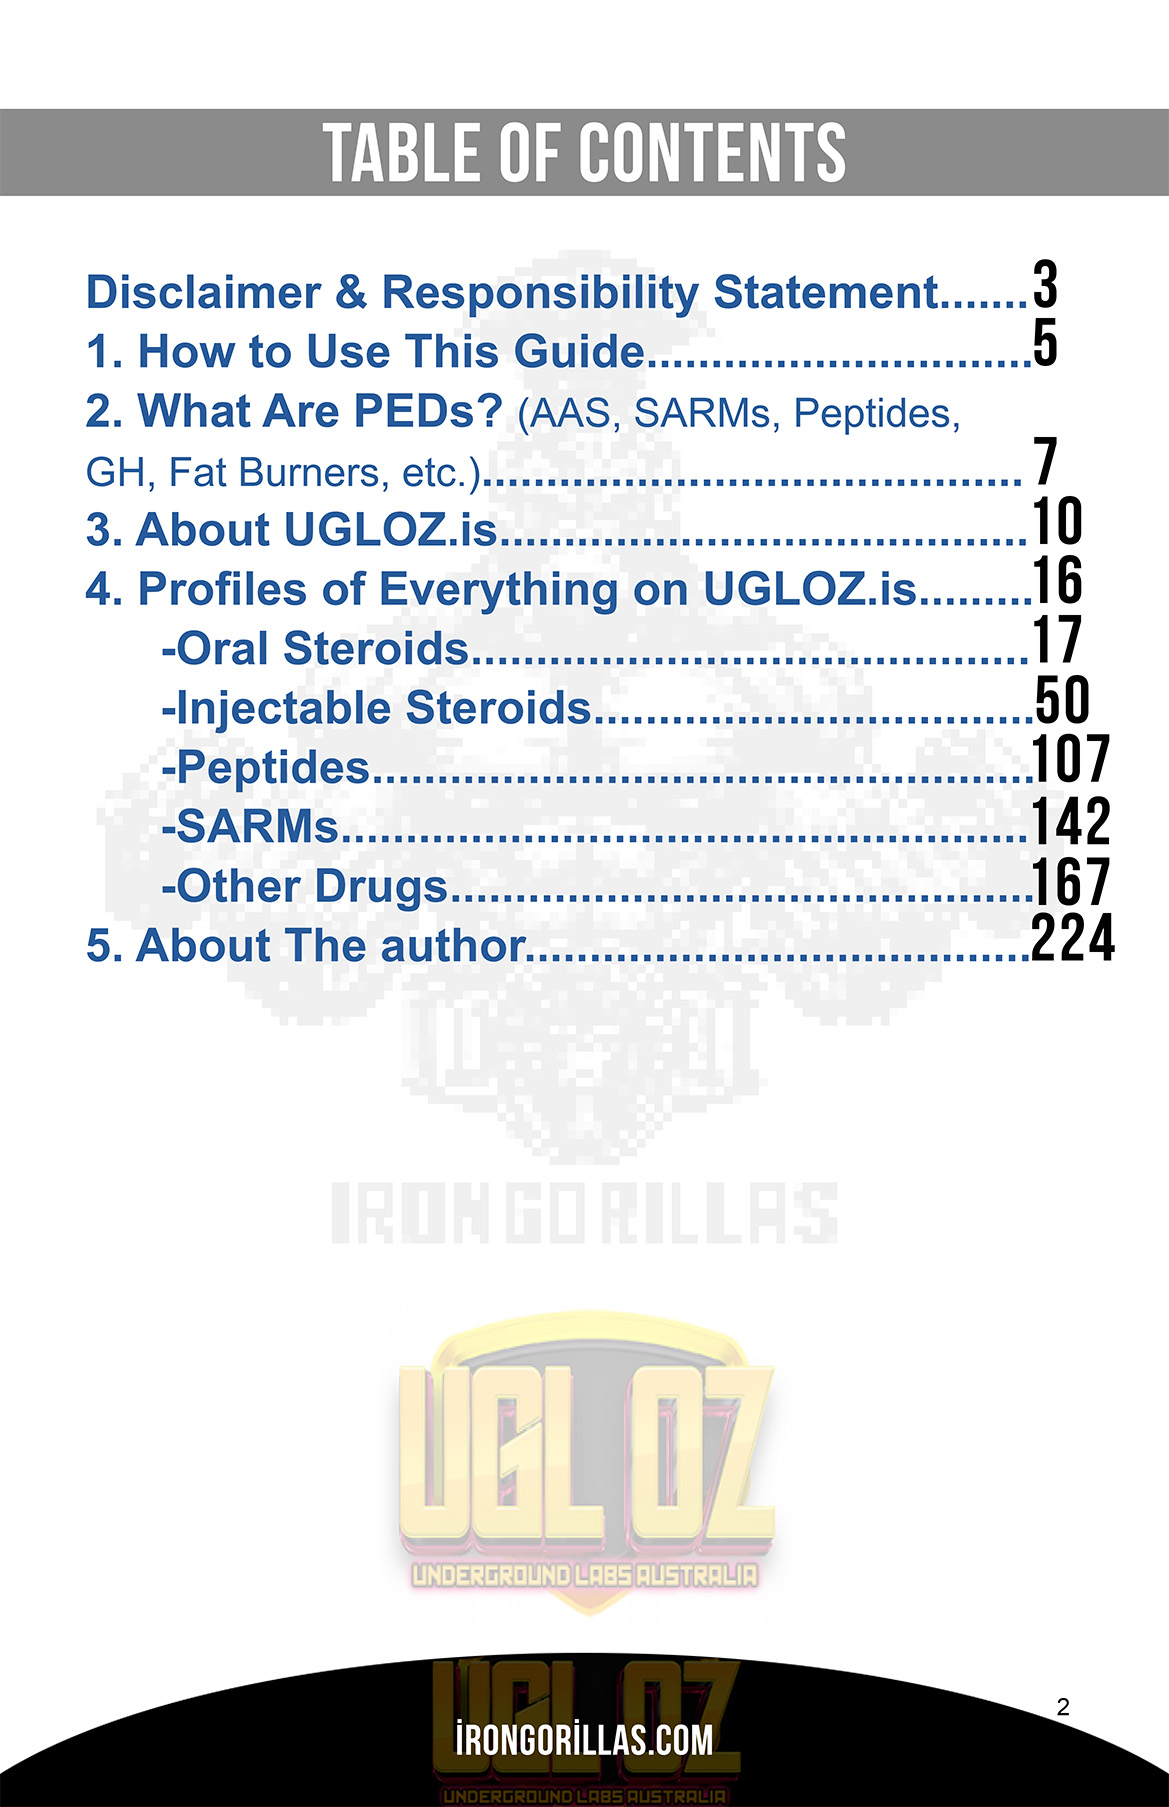 TABLE OF CONTENTS
Disclaimer & Responsibility Statement.......3
1. How to Use This Guide..............................5
2. What Are PEDs? (AAS, SARMs, Peptides,
GH, Fat Burners, etc.).......................................... 7
3. About UGLOZ.is.........................................10
4. Profiles of Everything on UGLOZ.is.........16
-Oral Steroids...........................................17
-Injectable Steroids..................................50
-Peptides...................................................107
-SARMs.....................................................142
-Other Drugs.............................................167
5. About The author.......................................224
IRON GORILLAS
UGL OZ
UNDERGROUND LABS AUSTRALIA
2
UGL OZ
iRONGORiLLAS.COM
UNDERGROUND LABS AUSTRALIA